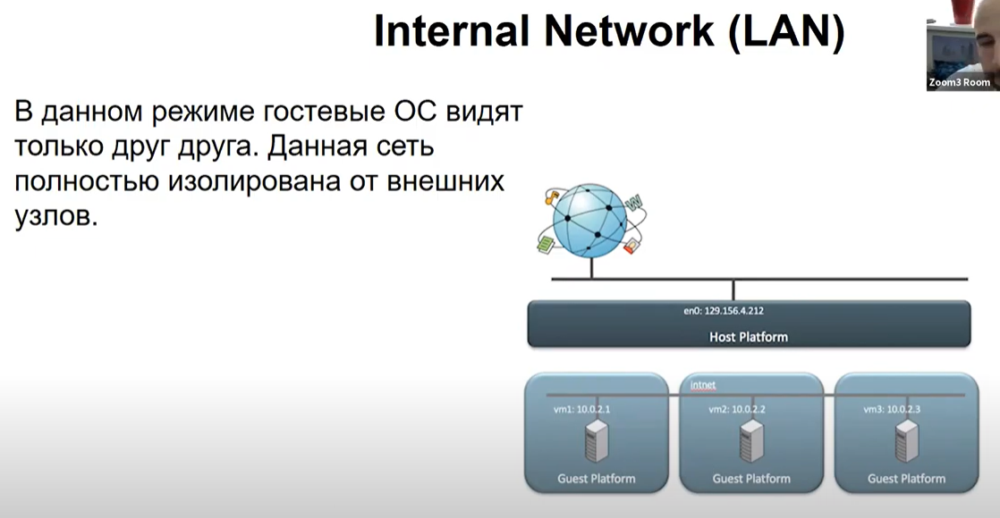 Internal Network (LAN)
Zoom3 Room
В данном режиме гостевые ОС видят
только друг друга. Данная сеть
полностью изолирована от внешних
узлов.
W
en0: 129.156.4.212
Host Platform
intnet
vm1: 10.0.2.1
vm2: 10.0.2.2
vm3: 10.0.2.3
Guest Platform
Guest Platform
Guest Platform